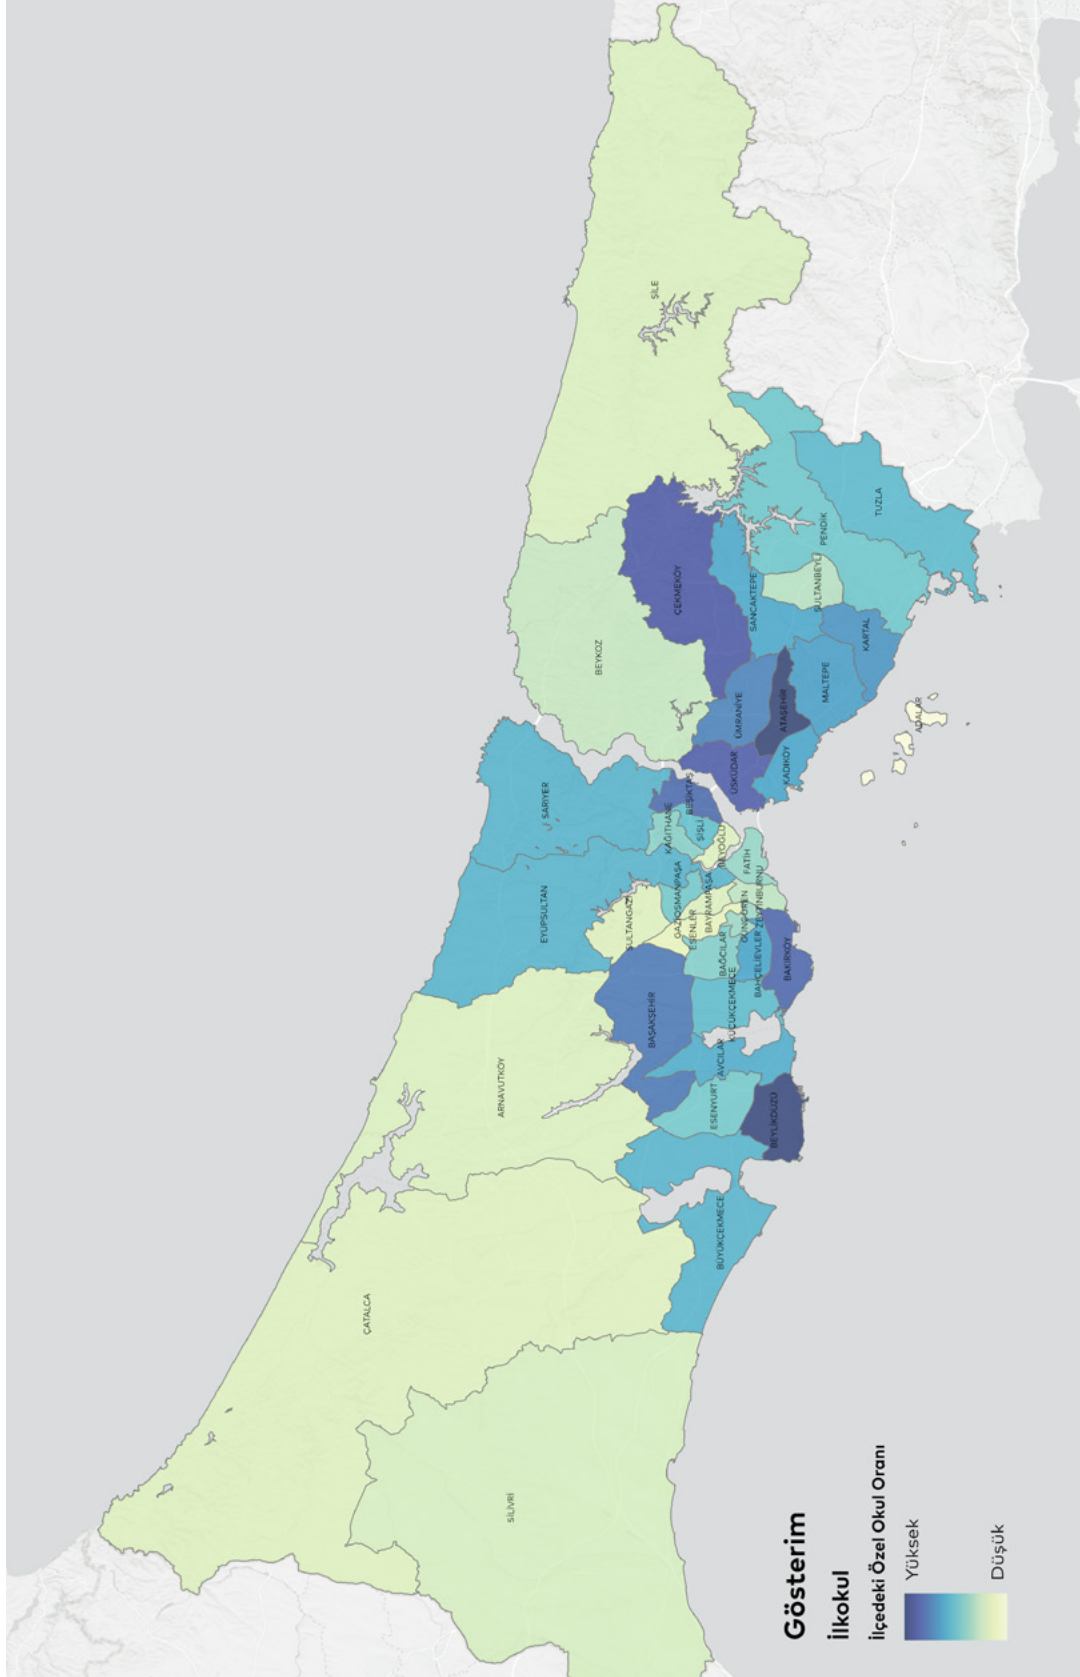 ŞİLE
BEYKOZ
ÇEKMEKÖY
SANCAKTEPE
PENDİK
TUZLA
SULTANBEYLİ
KARTAL
MALTEPE
ATAŞEHİR
ÜMRANİYE
ÜSKÜDAR
KADIKÖY
ADALAR
SARIYER
EYÜPSULTAN
BEŞİKTAŞ
KAĞITHANE
ŞİŞLİ
BEYOĞLU
FATİH
GAZİOSMANPAŞA
BAYRAMPAŞA
ZEYTİNBURNU
SULTANGAZİ
ESENLER
GÜNGÖREN
BAĞCILAR
BAHÇELİEVLER
BAKIRKÖY
KÜÇÜKÇEKMECE
BAŞAKŞEHİR
AVCILAR
ARNAVUTKÖY
ESENYURT
BEYLİKDÜZÜ
BÜYÜKÇEKMECE
ÇATALCA
SİLİVRİ
Gösterim
İlkokul
İlçedeki Özel Okul Oranı
Yüksek
Düşük